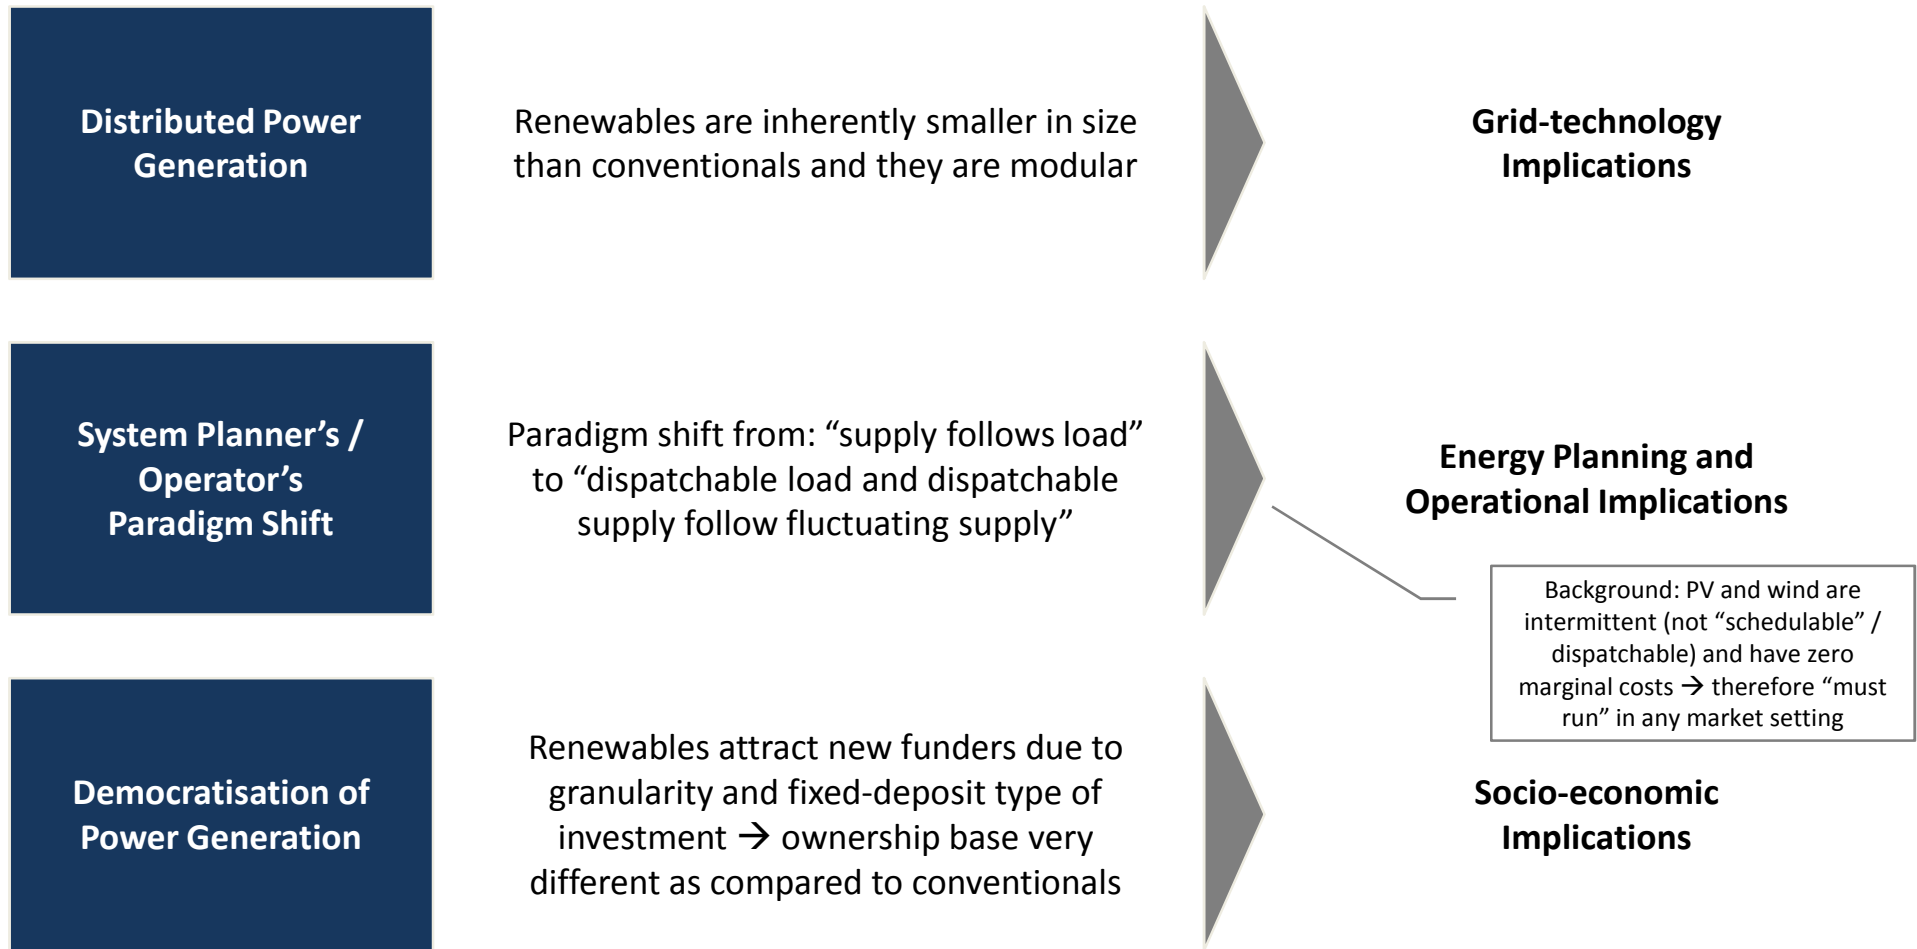 Distributed Power
Generation
Renewables are inherently smaller in size
than conventionals and they are modular
Grid-technology
Implications
System Planner’s /
Operator’s
Paradigm Shift
Paradigm shift from: “supply follows load”
to “dispatchable load and dispatchable
supply follow fluctuating supply”
Energy Planning and
Operational Implications
Background: PV and wind are
intermittent (not “schedulable” /
dispatchable) and have zero
marginal costs → therefore “must
run” in any market setting
Democratisation of
Power Generation
Renewables attract new funders due to
granularity and fixed-deposit type of
investment → ownership base very
different as compared to conventionals
Socio-economic
Implications